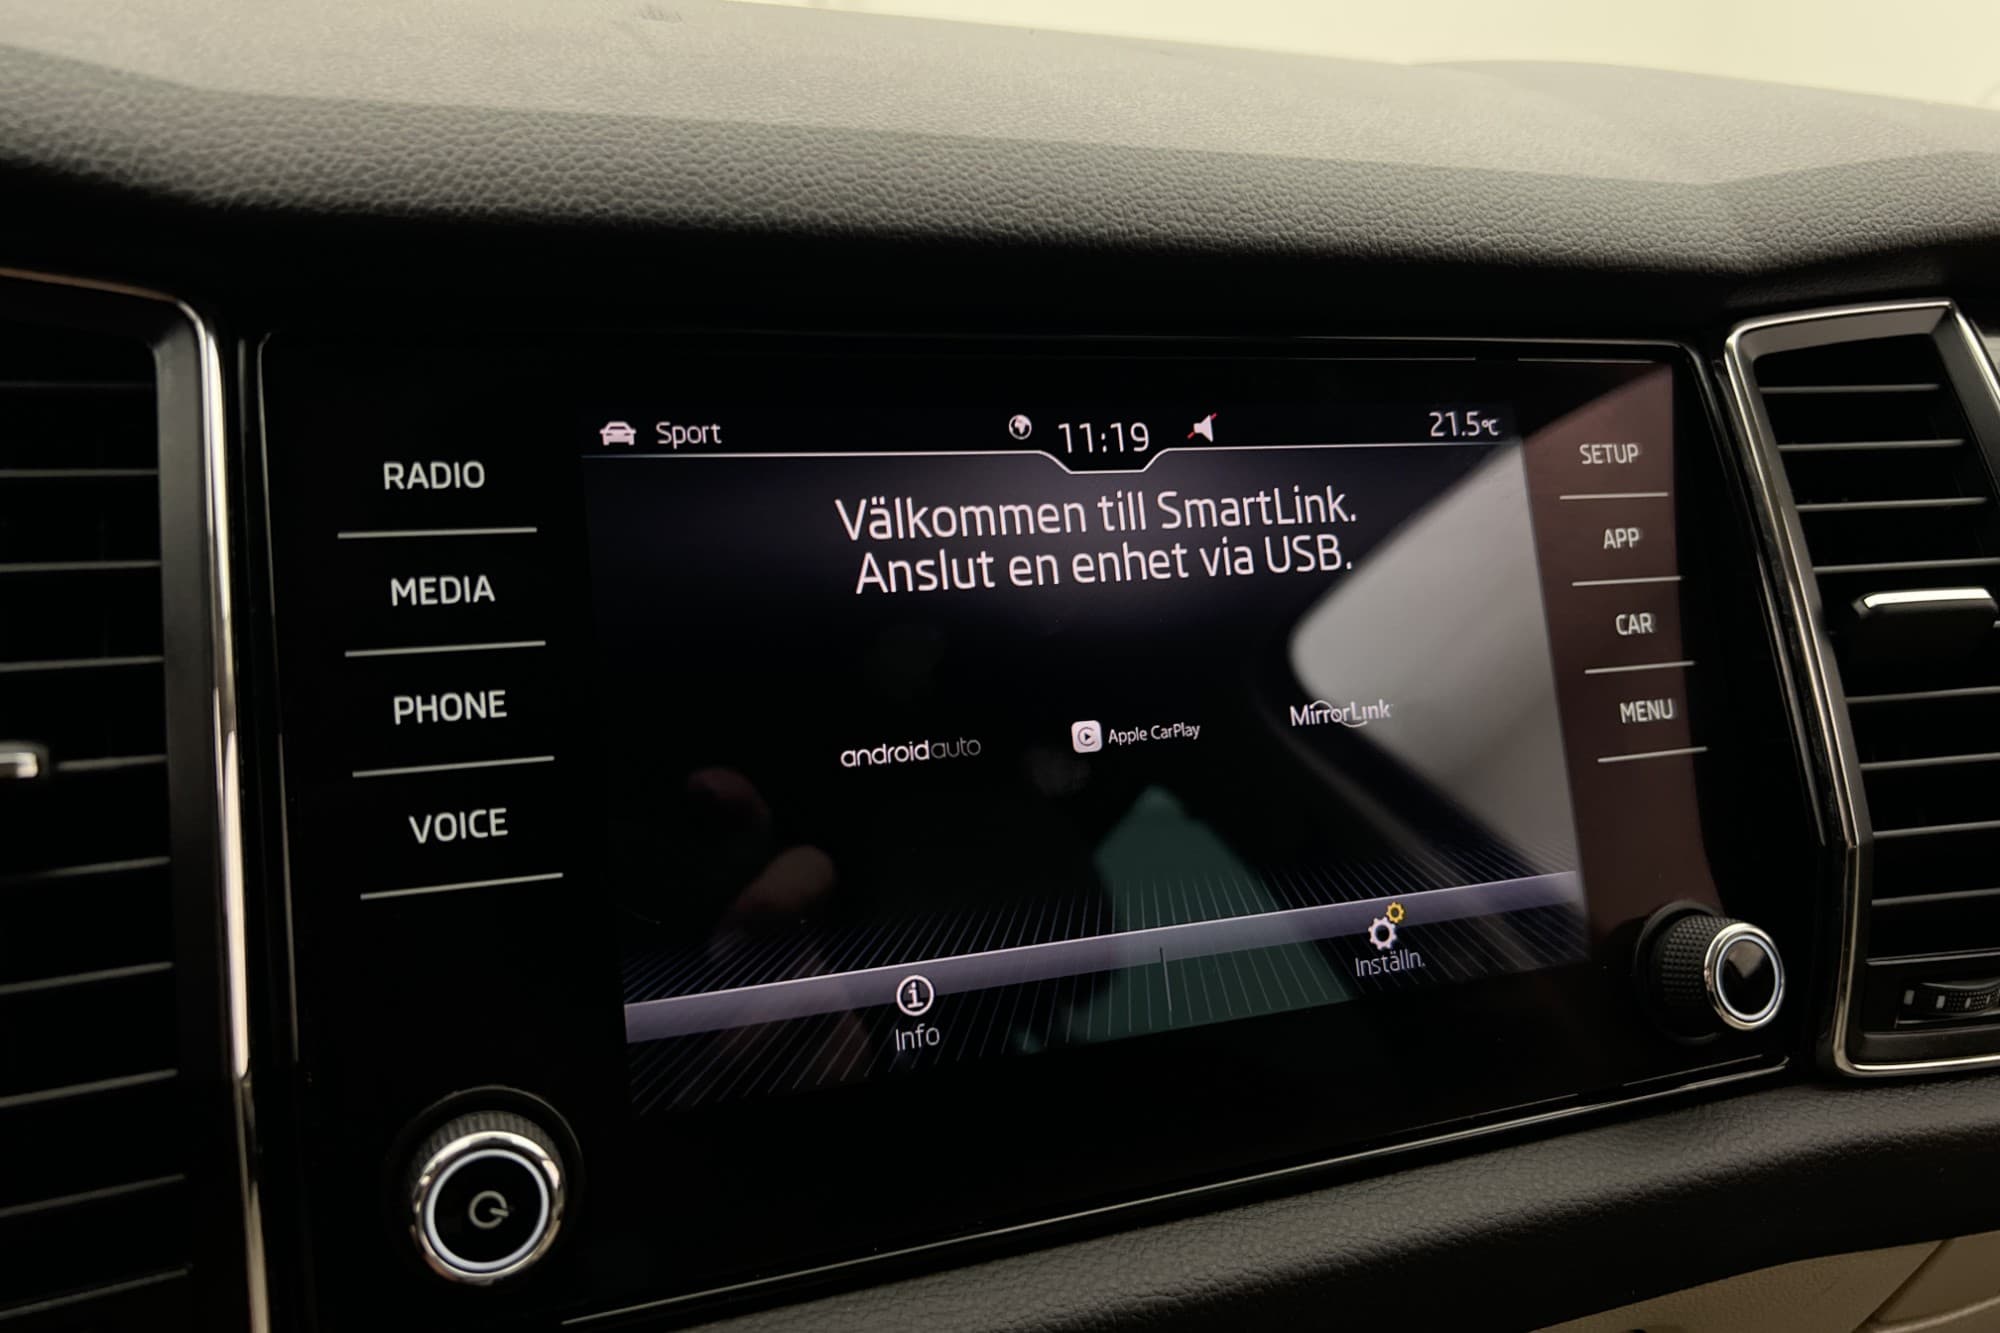 Sport
11:19
21.5°C
RADIO
MEDIA
PHONE
VOICE
Välkommen till SmartLink.
Anslut en enhet via USB.
androidauto
Apple CarPlay
MirrorLink
Info
Inställn.
SETUP
APP
CAR
MENU